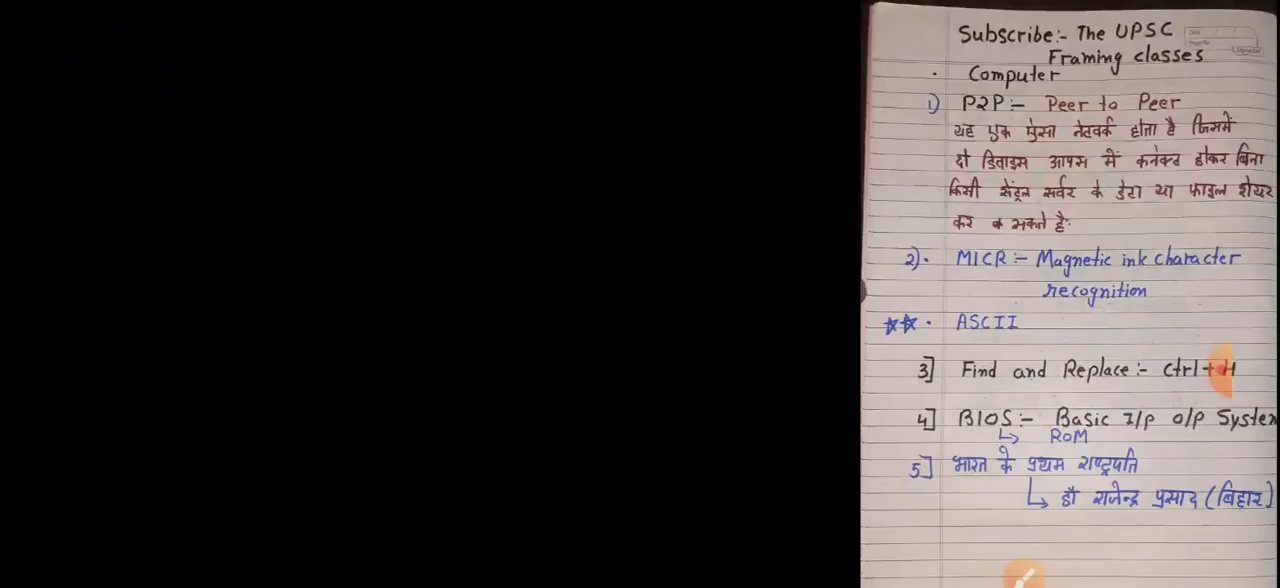 Subscribe:- The UPSC
Framing classes
· Computer
1) P2P:- Peer to Peer
यह एक ऐसा नेटवर्क होता है जिसमें
दो डिवाइस आपस में कनेक्ट होकर बिना
किसी सेंट्रल सर्वर के डेटा या फाइल शेयर
कर सकते है.
2). MICR:- Magnetic ink character
recognition
** · ASCII
3] Find and Replace:- Ctrl+H
4] BIOS:- Basic I/P O/P System
↳ ROM
5] भारत के प्रथम राष्ट्रपति
↳ डॉ राजेन्द्र प्रसाद (बिहार)